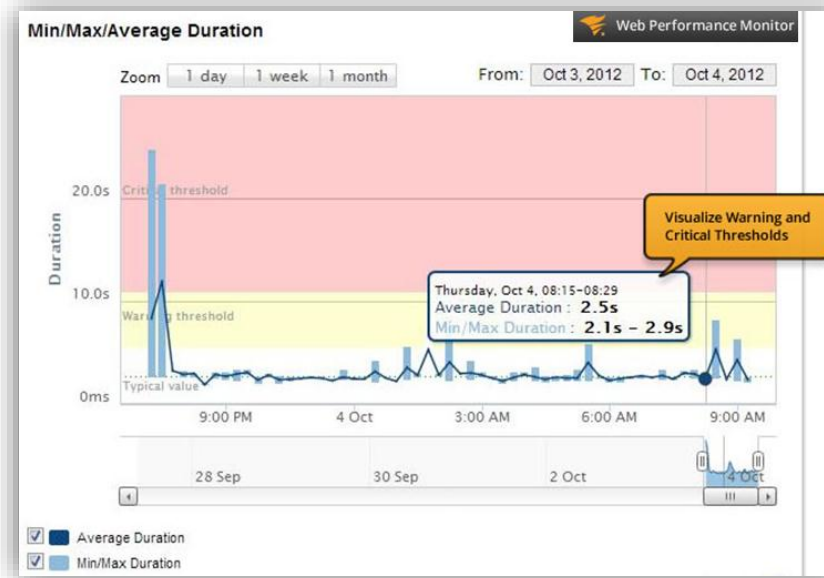 Min/Max/Average Duration
Web Performance Monitor
Zoom 1 day 1 week 1 month From: Oct 3, 2012 To: Oct 4, 2012
20.0s
Critical threshold
Visualize Warning and
Critical Thresholds
Duration
10.0s
Thursday, Oct 4, 08:15-08:29
Average Duration : 2.5s
Min/Max Duration : 2.1s - 2.9s
Warning threshold
Typical value
0ms
9:00 PM 4 Oct 3:00 AM 6:00 AM 9:00 AM
28 Sep 30 Sep 2 Oct 4 Oct
Average Duration
Min/Max Duration